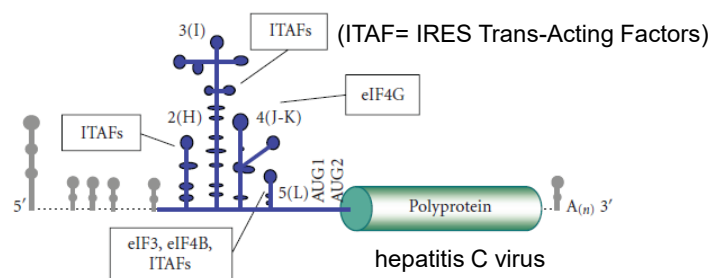 3(I)
ITAFs
(ITAF= IRES Trans-Acting Factors)
eIF4G
2(H)
4(J-K)
ITAFs
5(L)
AUG1
AUG2
5′
Polyprotein
A(n) 3′
eIF3, eIF4B,
ITAFs
hepatitis C virus